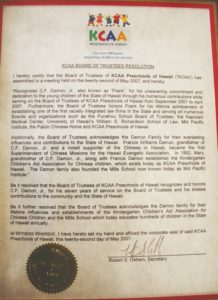 KCAA
PRESCHOOLS OF HAWAII
KCAA BOARD OF TRUSTEES RESOLUTION
I hereby certify that the Board of Trustees of KCAA Preschools of Hawaii ("KCAA") has
assembled in a meeting held on the twenty-second of May 2007, and hereby
"Recognizes C.F. Damon, Jr., also known as "Frank", for his unwavering commitment and
dedication to the young children of the State of Hawaii through his numerous contributions while
serving on the Board of Trustees of KCAA Preschools of Hawaii from September 2001 to April
2007. Furthermore, the Board of Trustees honors Frank for his lifetime achievement of
establishing one of the first racially integrated law firms in the State and serving on numerous
Boards and organizations such as the Punahou School Board of Trustees, the Kapiolani
Medical Center, University of Hawaii's William S. Richardson School of Law, Mid Pacific
Institute, the Palolo Chinese Home and the KCAA Preschools of Hawaii.
Additionally, the Board of Trustees acknowledges the Damon Family for their everlasting
influences and contributions to the State of Hawaii. Francis Williams Damon, grandfather of
C.F. Damon, Jr. and a noted supporter of the Chinese in Hawaii, became the first
Superintendent of Chinese Missions for the Hawaii Evangelic Association. In 1892, Mary,
grandmother of C.F. Damon, Jr., along with Francis Damon established the Kindergarten
Children's Aid Association for Chinese children which exists today as KCAA Preschools of
Hawaii. The Damon family also founded the Mills School now known today as Mid Pacific
Institute."
Be it resolved that the Board of Trustees of KCAA Preschools of Hawaii recognizes and honors
C.F. Damon, Jr. for his seven years of service on the Board of Trustees and his tireless
contributions to the community and the State of Hawaii.
Be it further resolved that the Board of Trustees acknowledges the Damon family for their
lifetime influences and establishments of the Kindergarten Children's Aid Association for
Chinese children and the Mills School which today educates hundreds of children in the State of
Hawaii annually.
IN WITNESS WHEREOF, I have hereto set my hand and affixed the corporate seal of said KCAA
Preschools of Hawaii, this twenty-second day of May 2007.
Robert S. Secretary